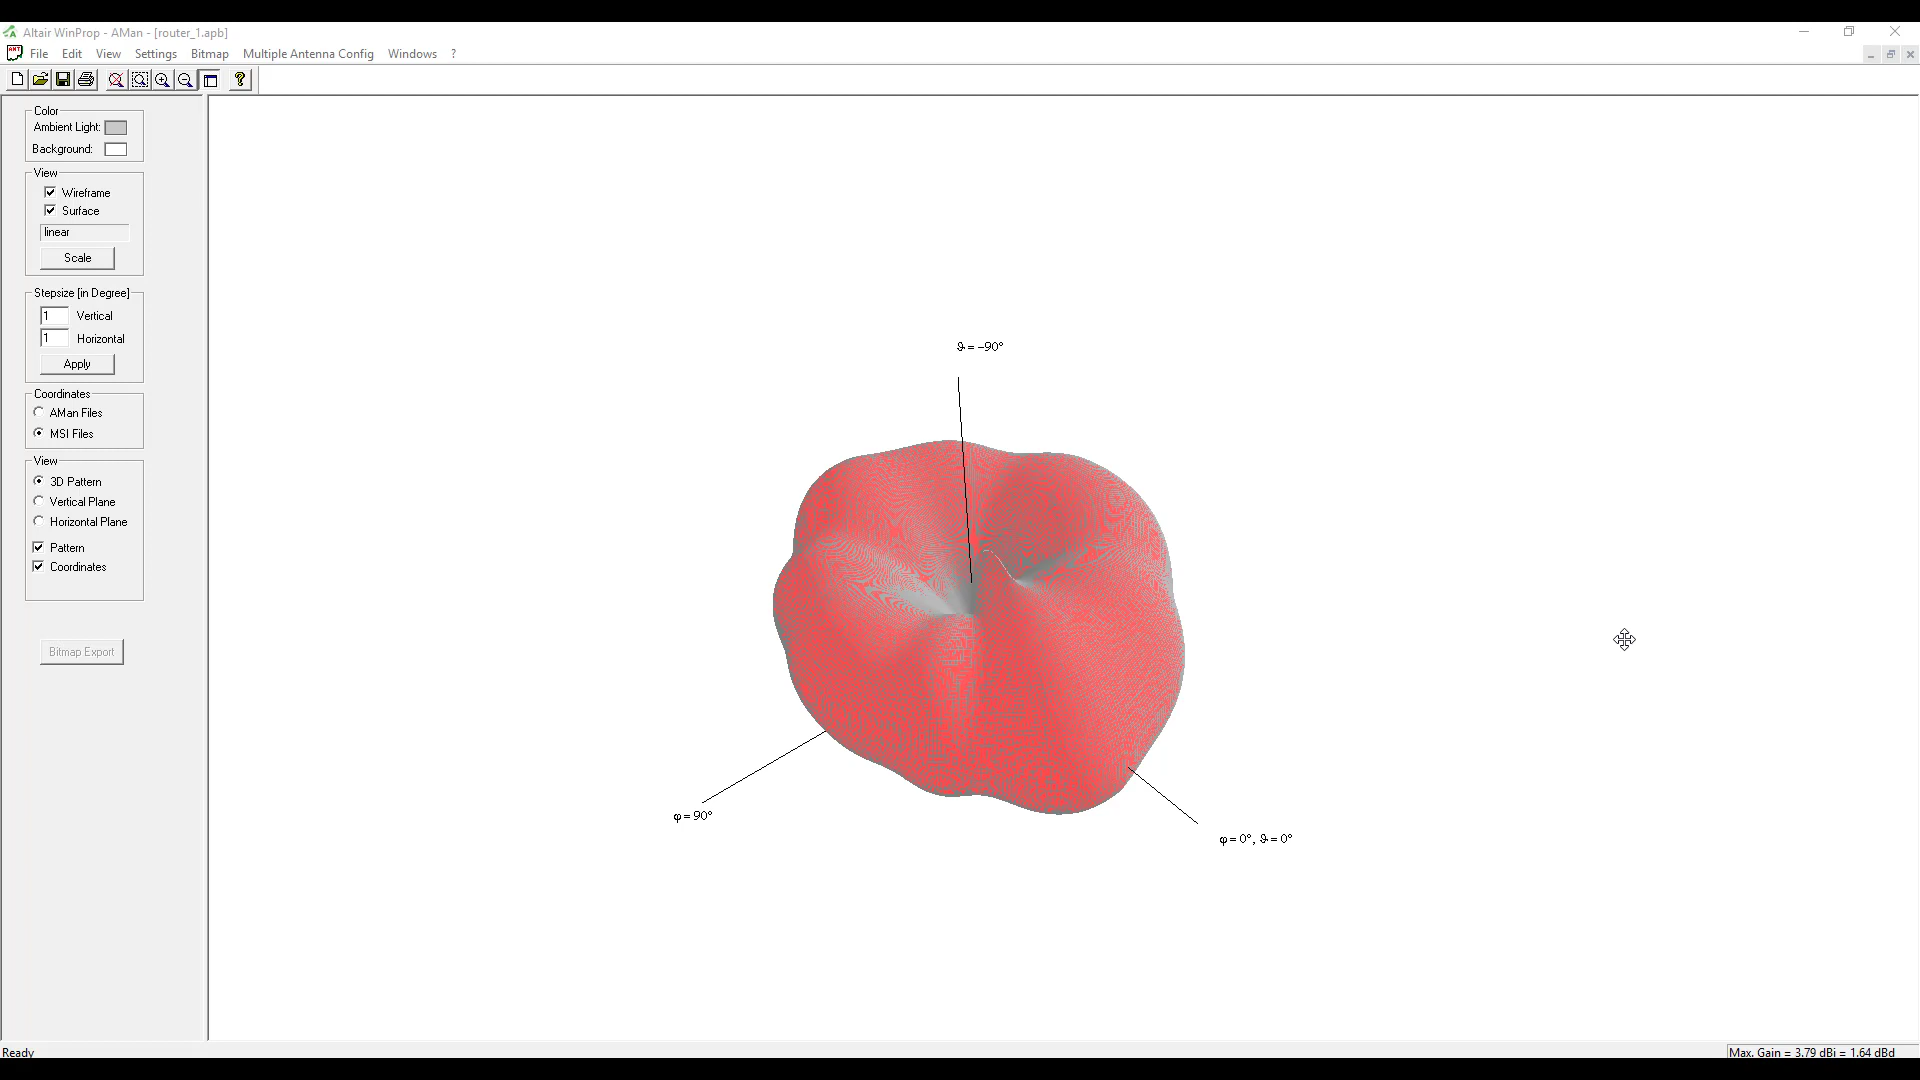 Altair WinProp - AMan - [router_1.apb]
File Edit View Settings Bitmap Multiple Antenna Config Windows ?
Color
Ambient Light:
Background:
View
Wireframe
Surface
linear
Scale
Stepsize [in Degree]
1 Vertical
1 Horizontal
Apply
Coordinates
AMan Files
MSI Files
View
3D Pattern
Vertical Plane
Horizontal Plane
Pattern
Coordinates
Bitmap Export
ϑ = −90°
φ = 90°
φ = 0°, ϑ = 0°
Ready
Max. Gain = 3.79 dBi = 1.64 dBd